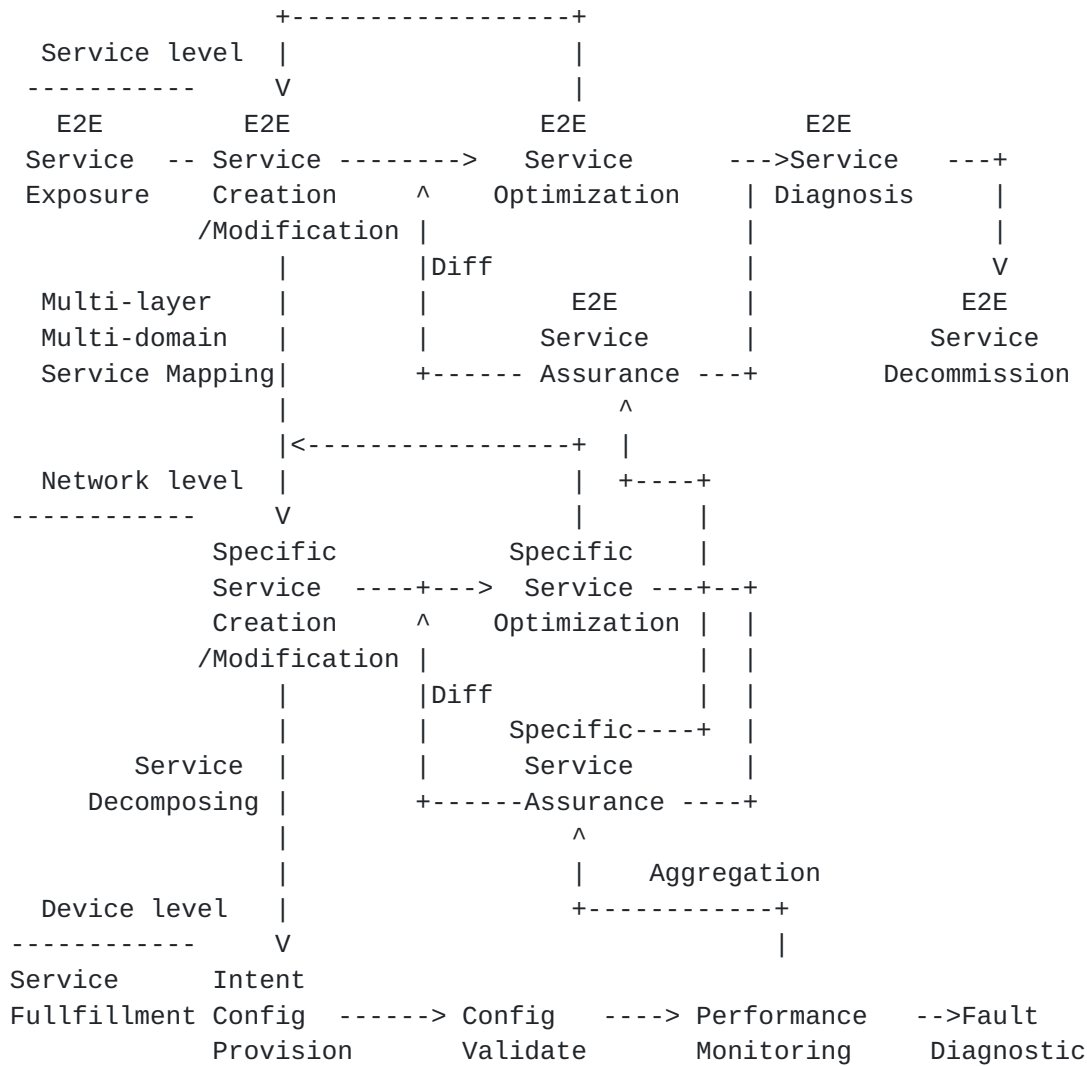 +------------------+
  Service level  |                  |
 -----------     V                  |
   E2E         E2E                E2E              E2E
 Service  -- Service -------->   Service      --->Service   ---+
 Exposure    Creation     ^    Optimization    | Diagnosis     |
            /Modification |                    |               |
                 |        |Diff                |               V
  Multi-layer    |        |         E2E        |             E2E
  Multi-domain   |        |       Service      |           Service
  Service Mapping|        +------ Assurance ---+        Decommission
                 |                     ^
                 |<-----------------+  |
  Network level  |                  |  +----+
------------     V                  |       |
             Specific           Specific    |
             Service  ----+--->  Service ---+--+
             Creation     ^    Optimization |  |
            /Modification |                 |  |
                 |        |Diff             |  |
                 |        |     Specific----+  |
        Service  |        |      Service       |
     Decomposing |        +------Assurance ----+
                 |                  ^
                 |                  |    Aggregation
  Device level   |                  +------------+
------------     V                               |
Service      Intent
Fullfillment Config  ------> Config   ----> Performance   -->Fault
             Provision       Validate       Monitoring     Diagnostic